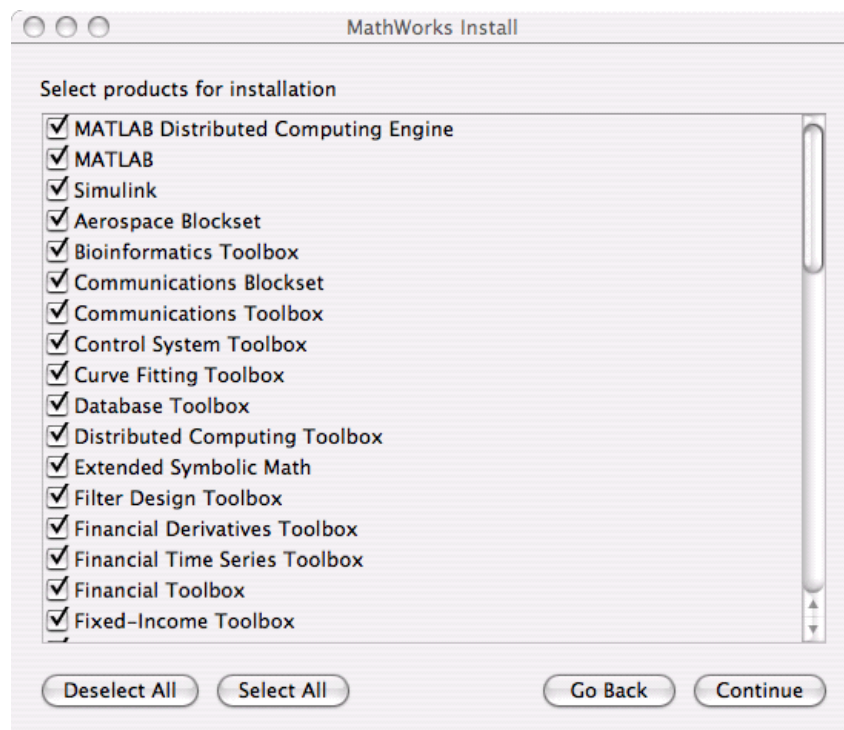 MathWorks Install
Select products for installation
MATLAB Distributed Computing Engine
MATLAB
Simulink
Aerospace Blockset
Bioinformatics Toolbox
Communications Blockset
Communications Toolbox
Control System Toolbox
Curve Fitting Toolbox
Database Toolbox
Distributed Computing Toolbox
Extended Symbolic Math
Filter Design Toolbox
Financial Derivatives Toolbox
Financial Time Series Toolbox
Financial Toolbox
Fixed-Income Toolbox
Deselect All Select All Go Back Continue